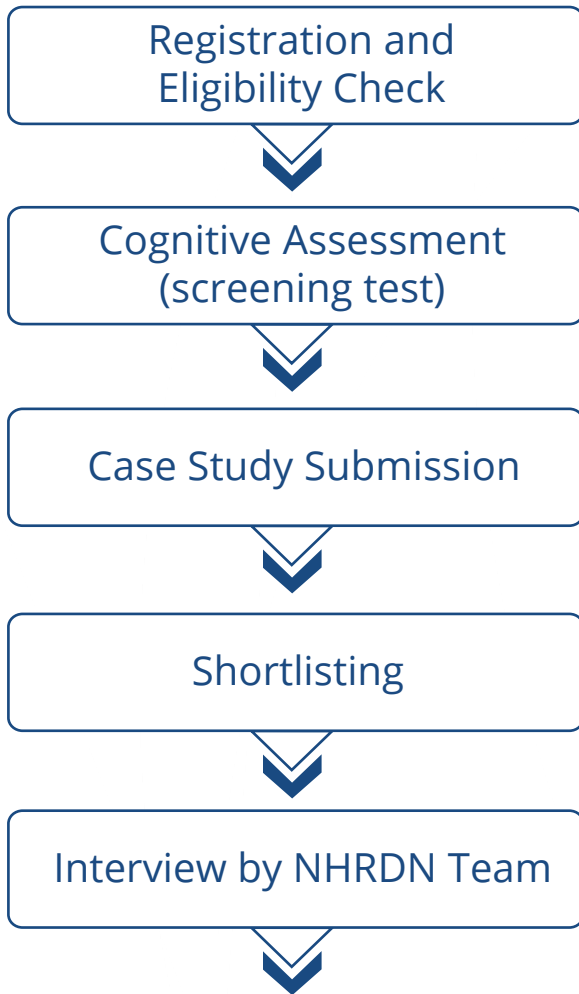 Registration and
Eligibility Check
Cognitive Assessment
(screening test)
Case Study Submission
Shortlisting
Interview by NHRDN Team